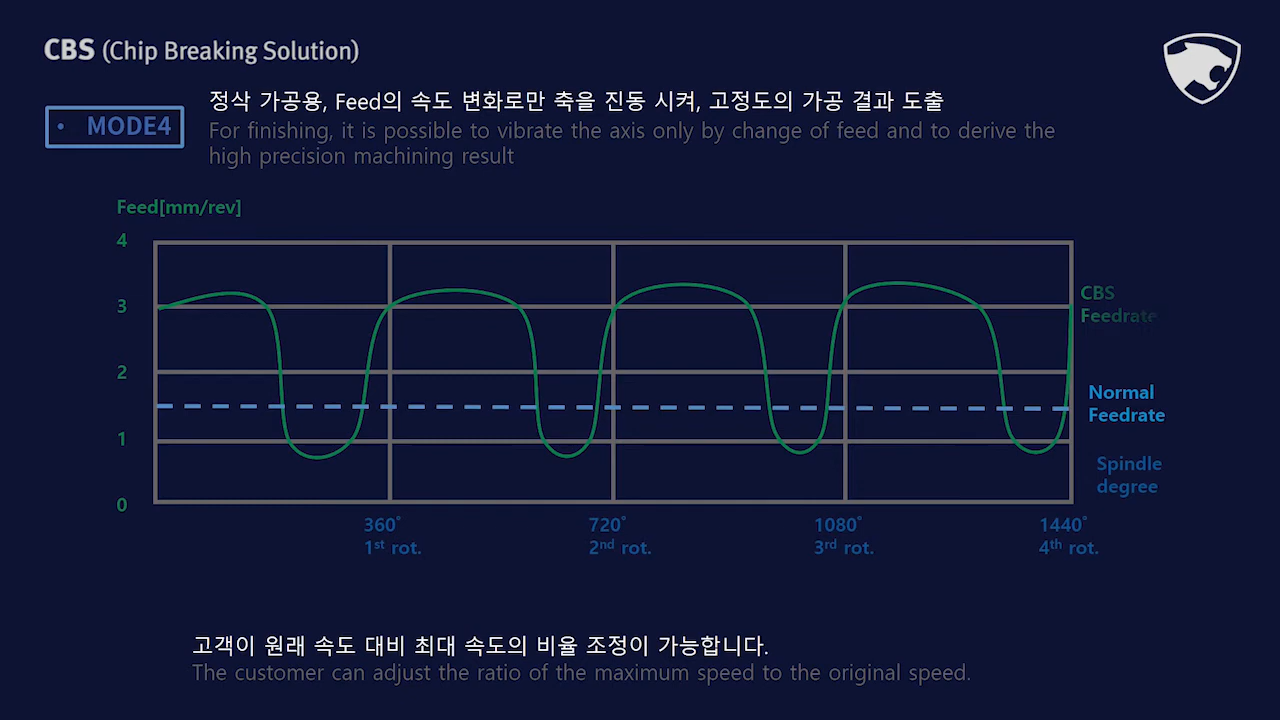 CBS (Chip Breaking Solution)
• MODE4
정삭 가공용, Feed의 속도 변화로만 축을 진동 시켜, 고정도의 가공 결과 도출
For finishing, it is possible to vibrate the axis only by change of feed and to derive the
high precision machining result
Feed[mm/rev]
4
3
2
1
0
CBS
Feedrate
Normal
Feedrate
Spindle
degree
360° 720° 1080° 1440°
1st rot. 2nd rot. 3rd rot. 4th rot.
고객이 원래 속도 대비 최대 속도의 비율 조정이 가능합니다.
The customer can adjust the ratio of the maximum speed to the original speed.